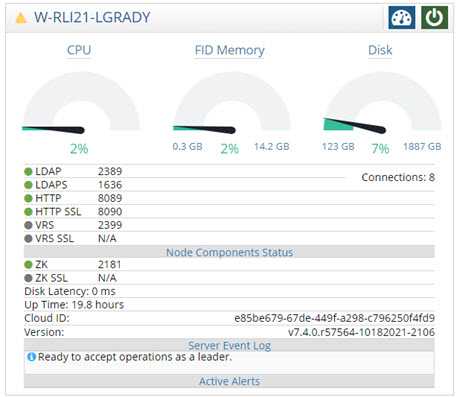 W-RLI21-LGRADY
CPU FID Memory Disk
2% 0.3 GB 2% 14.2 GB 123 GB 7% 1887 GB
LDAP 2389 Connections: 8
LDAPS 1636
HTTP 8089
HTTP SSL 8090
VRS 2399
VRS SSL N/A
Node Components Status
ZK 2181
ZK SSL N/A
Disk Latency: 0 ms
Up Time: 19.8 hours
Cloud ID: e85be679-67de-449f-a298-c796250f4fd9
Version: v7.4.0.r57564-10182021-2106
Server Event Log
Ready to accept operations as a leader.
Active Alerts